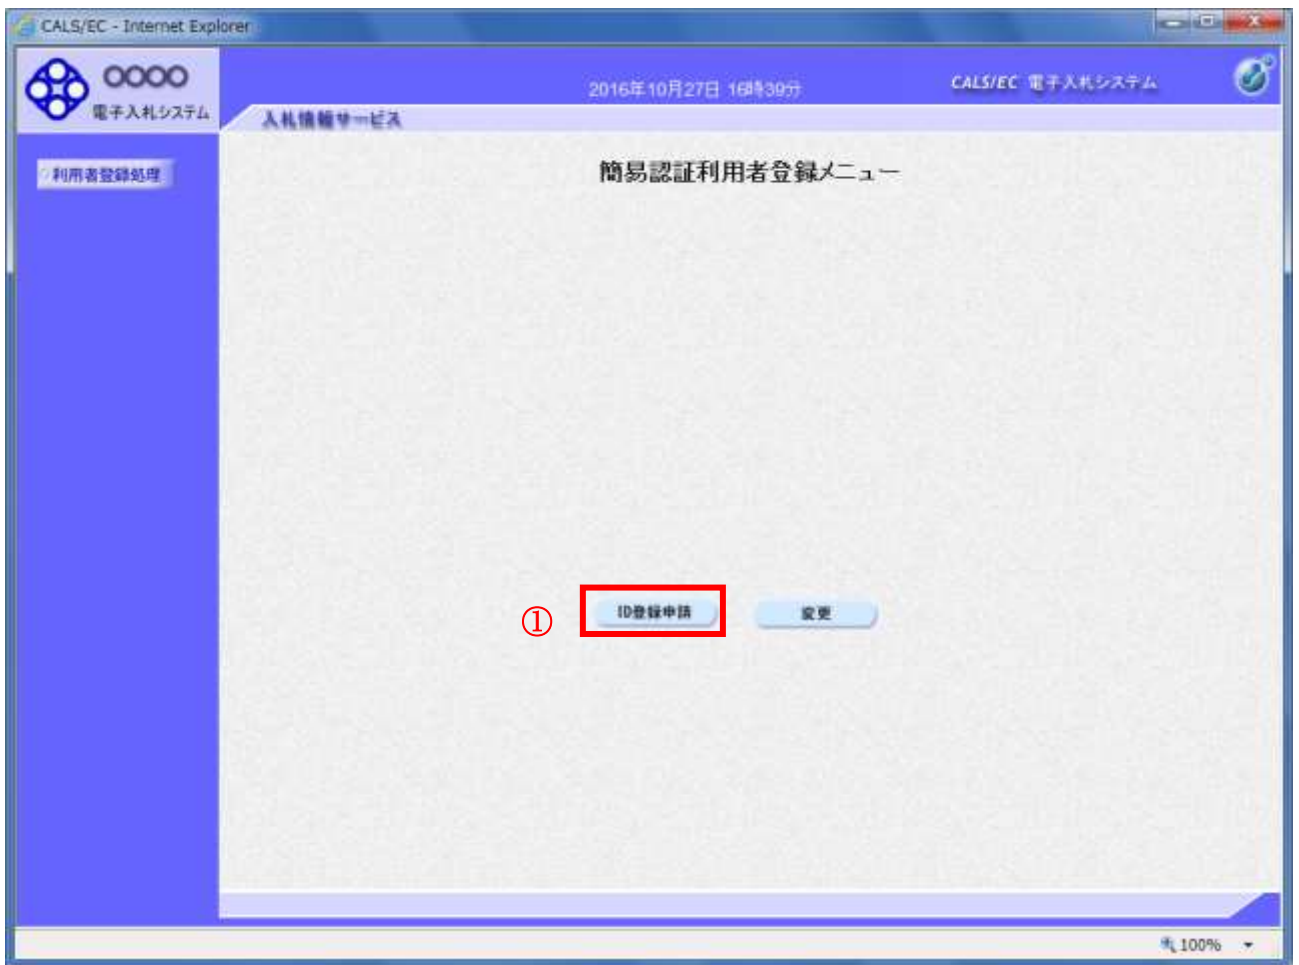 CALS/EC - Internet Explorer
○○○○
電子入札システム
2016年10月27日 16時39分
CALS/EC 電子入札システム
入札情報サービス
利用者登録処理
簡易認証利用者登録メニュー
①
ID登録申請
変更
100%